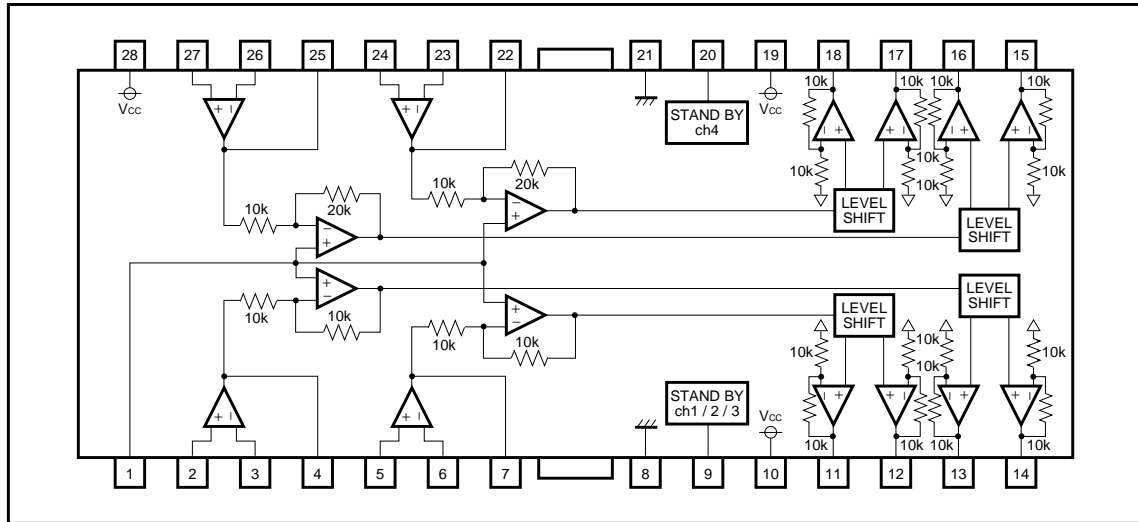 28 27 26 25 24 23 22 21 20 19 18 17 16 15
10k 10k 10k 10k
VCC
VCC
STAND BY
ch4
10k 10k 10k 10k
10k
20k
10k
20k
LEVEL
SHIFT
LEVEL
SHIFT
10k
10k
10k
10k
LEVEL
SHIFT
LEVEL
SHIFT
10k 10k 10k 10k
STAND BY
ch1 / 2 / 3
VCC
10k 10k 10k 10k
1 2 3 4 5 6 7 8 9 10 11 12 13 14